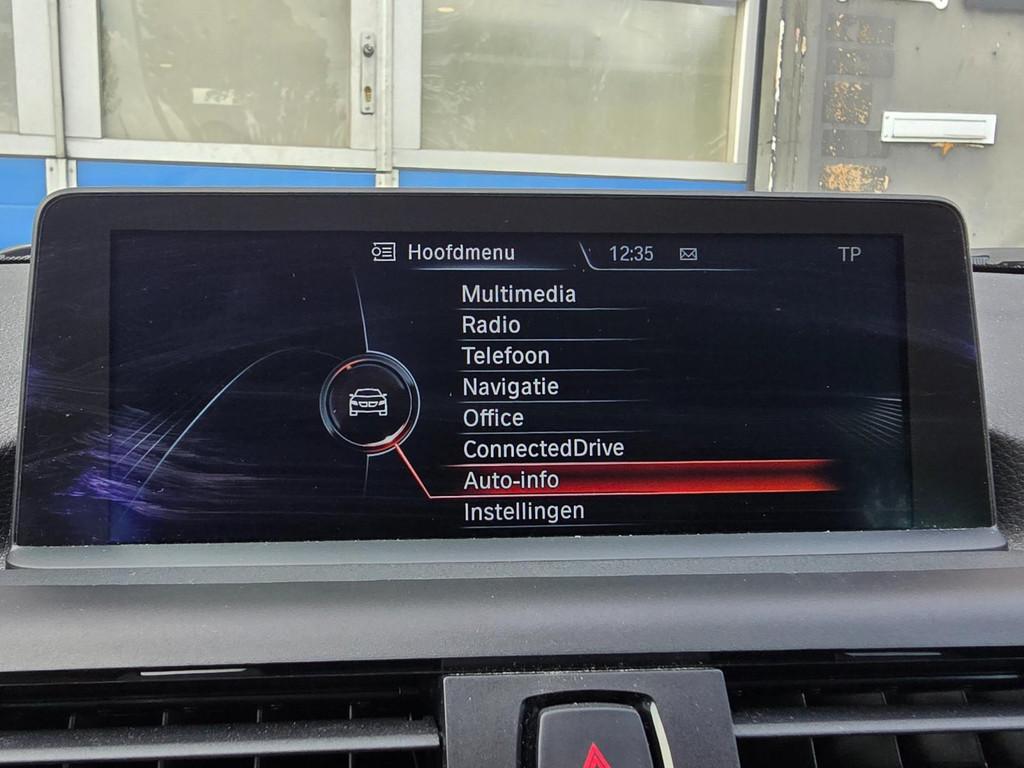 Hoofdmenu 12:35 TP
Multimedia
Radio
Telefoon
Navigatie
Office
ConnectedDrive
Auto-info
Instellingen